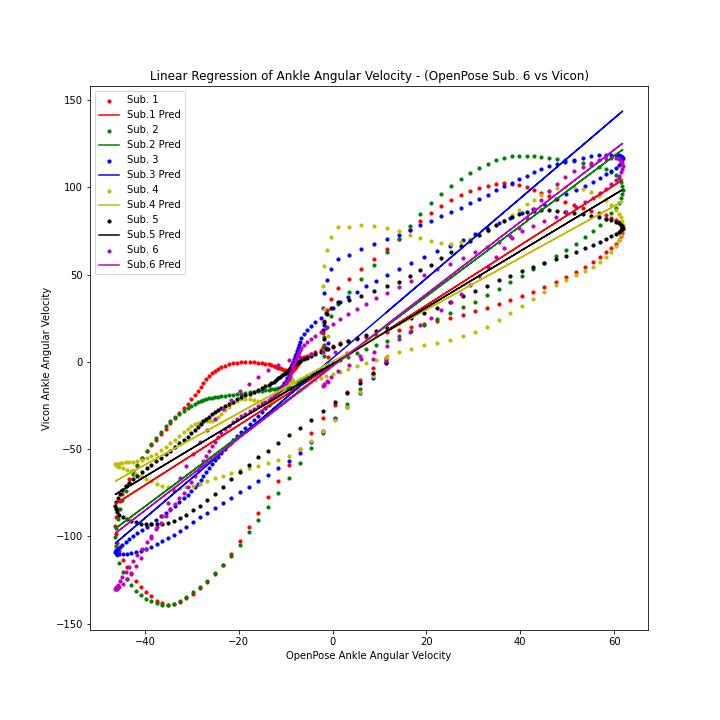 Linear Regression of Ankle Angular Velocity - (OpenPose Sub. 6 vs Vicon)
Sub. 1
Sub.1 Pred
Sub. 2
Sub.2 Pred
Sub. 3
Sub.3 Pred
Sub. 4
Sub.4 Pred
Sub. 5
Sub.5 Pred
Sub. 6
Sub.6 Pred
150
100
50
0
−50
−100
−150
Vicon Ankle Angular Velocity
−40 −20 0 20 40 60
OpenPose Ankle Angular Velocity